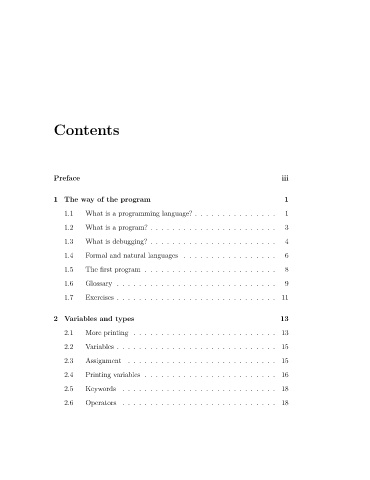 Contents
Preface iii
1 The way of the program 1
1.1 What is a programming language? . . . . . . . . . . . . . . 1
1.2 What is a program? . . . . . . . . . . . . . . . . . . . . . 3
1.3 What is debugging? . . . . . . . . . . . . . . . . . . . . . 4
1.4 Formal and natural languages . . . . . . . . . . . . . . . . 6
1.5 The first program . . . . . . . . . . . . . . . . . . . . . . 8
1.6 Glossary . . . . . . . . . . . . . . . . . . . . . . . . . . 9
1.7 Exercises . . . . . . . . . . . . . . . . . . . . . . . . . . 11
2 Variables and types 13
2.1 More printing . . . . . . . . . . . . . . . . . . . . . . . . 13
2.2 Variables . . . . . . . . . . . . . . . . . . . . . . . . . . 15
2.3 Assignment . . . . . . . . . . . . . . . . . . . . . . . . . 15
2.4 Printing variables . . . . . . . . . . . . . . . . . . . . . . 16
2.5 Keywords . . . . . . . . . . . . . . . . . . . . . . . . . . 18
2.6 Operators . . . . . . . . . . . . . . . . . . . . . . . . . . 18